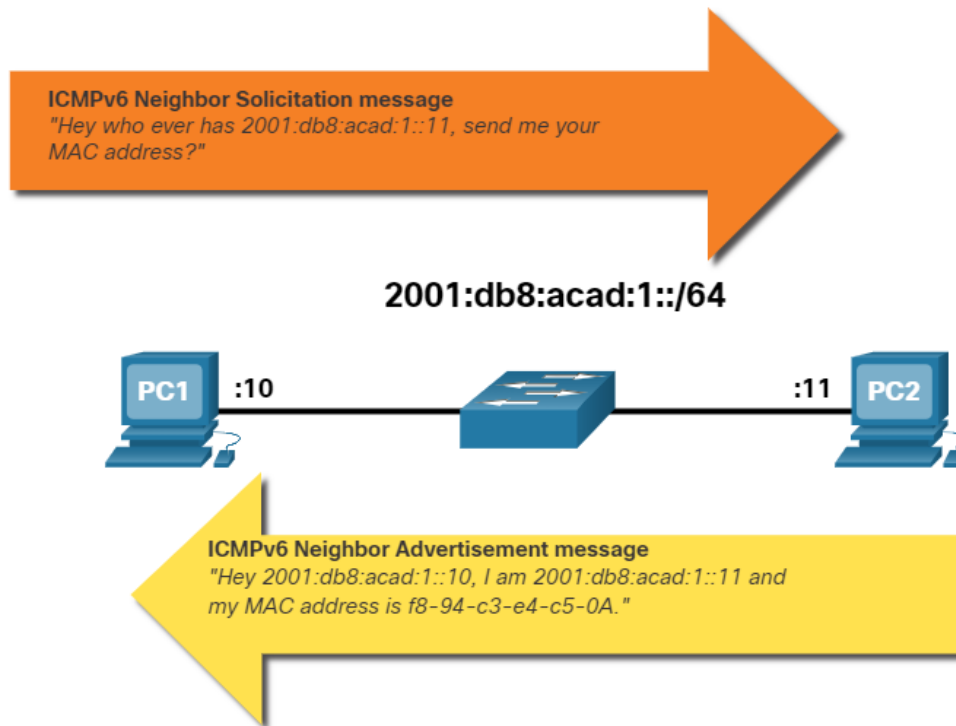 ICMPv6 Neighbor Solicitation message
"Hey who ever has 2001:db8:acad:1::11, send me your
MAC address?"
2001:db8:acad:1::/64
PC1
:10
:11
PC2
ICMPv6 Neighbor Advertisement message
"Hey 2001:db8:acad:1::10, I am 2001:db8:acad:1::11 and
my MAC address is f8-94-c3-e4-c5-0A."